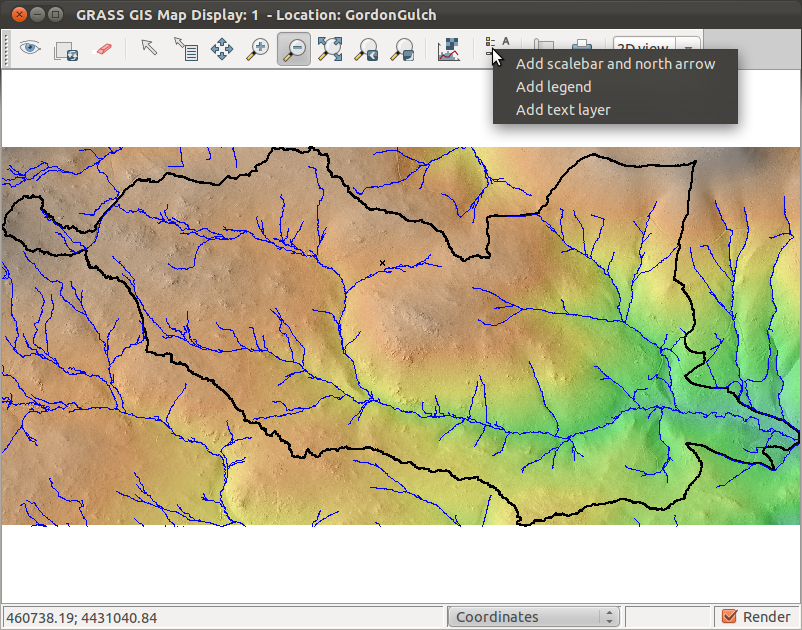 GRASS GIS Map Display: 1 - Location: GordonGulch
A
2D view
Add scalebar and north arrow
Add legend
Add text layer
460738.19; 4431040.84
Coordinates
Render